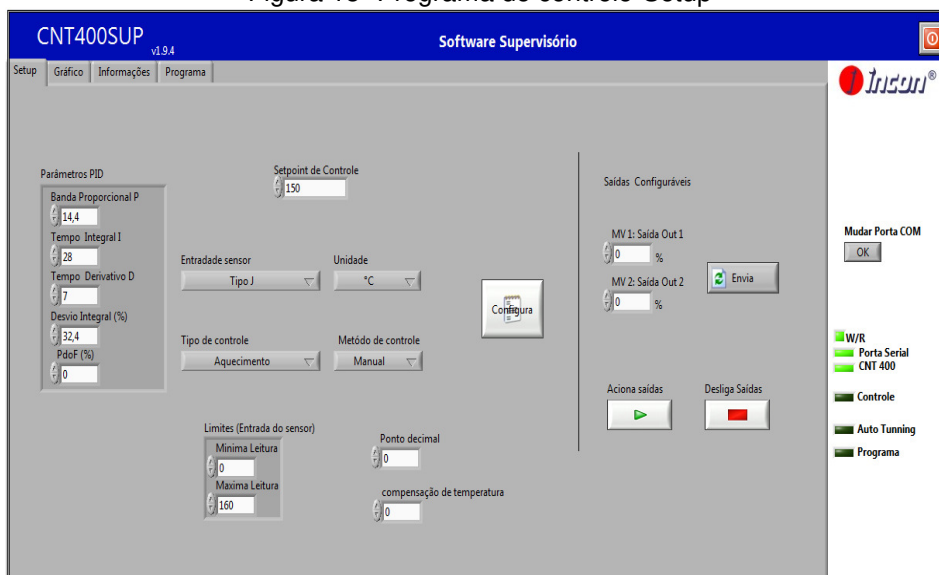 Figura 18- Programa de controle-Setup
CNT400SUP v1.9.4
Software Supervisório
Setup Gráfico Informações Programa
Incon®
Parâmetros PID
Banda Proporcional P
14,4
Tempo Integral I
28
Tempo Derivativo D
7
Desvio Integral (%)
32,4
PdoF (%)
0
Setpoint de Controle
150
Entradade sensor
Tipo J
Unidade
°C
Tipo de controle
Aquecimento
Metódo de controle
Manual
Configura
Limites (Entrada do sensor)
Minima Leitura
0
Maxima Leitura
160
Ponto decimal
0
compensação de temperatura
0
Saídas Configuráveis
MV 1: Saída Out 1
0 %
MV 2: Saída Out 2
0 %
Envia
Aciona saídas
Desliga Saídas
Mudar Porta COM
OK
W/R
Porta Serial
CNT 400
Controle
Auto Tunning
Programa